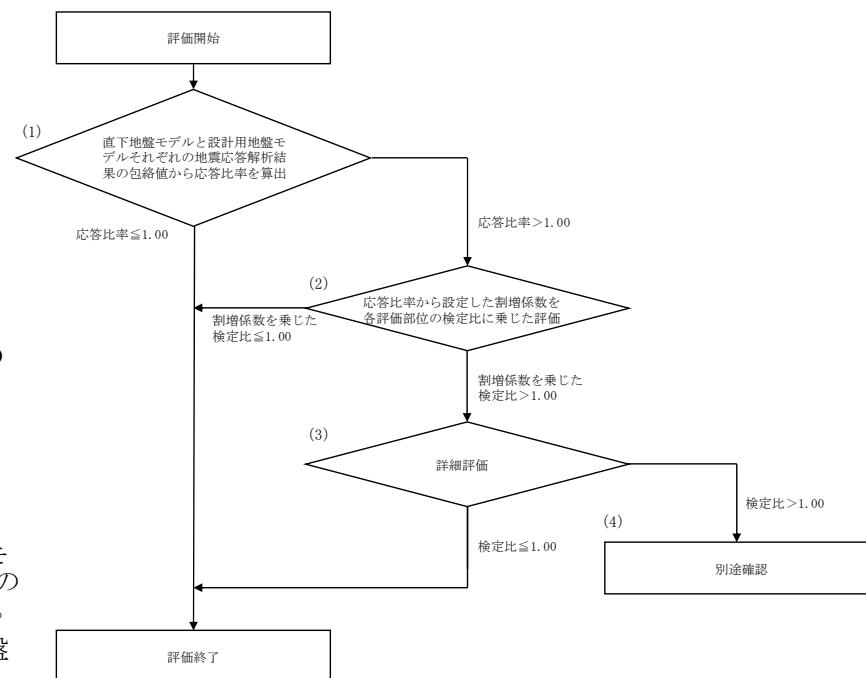 評価開始
(1)
直下地盤モデルと設計用地盤モ
デルそれぞれの地震応答解析結
果の包絡値から応答比率を算出
応答比率≦1.00
応答比率>1.00
(2)
応答比率から設定した割増係数を
各評価部位の検定比に乗じた評価
割増係数を乗じた
検定比≦1.00
割増係数を乗じた
検定比>1.00
(3)
詳細評価
検定比>1.00
検定比≦1.00
(4)
別途確認
評価終了
の
盤